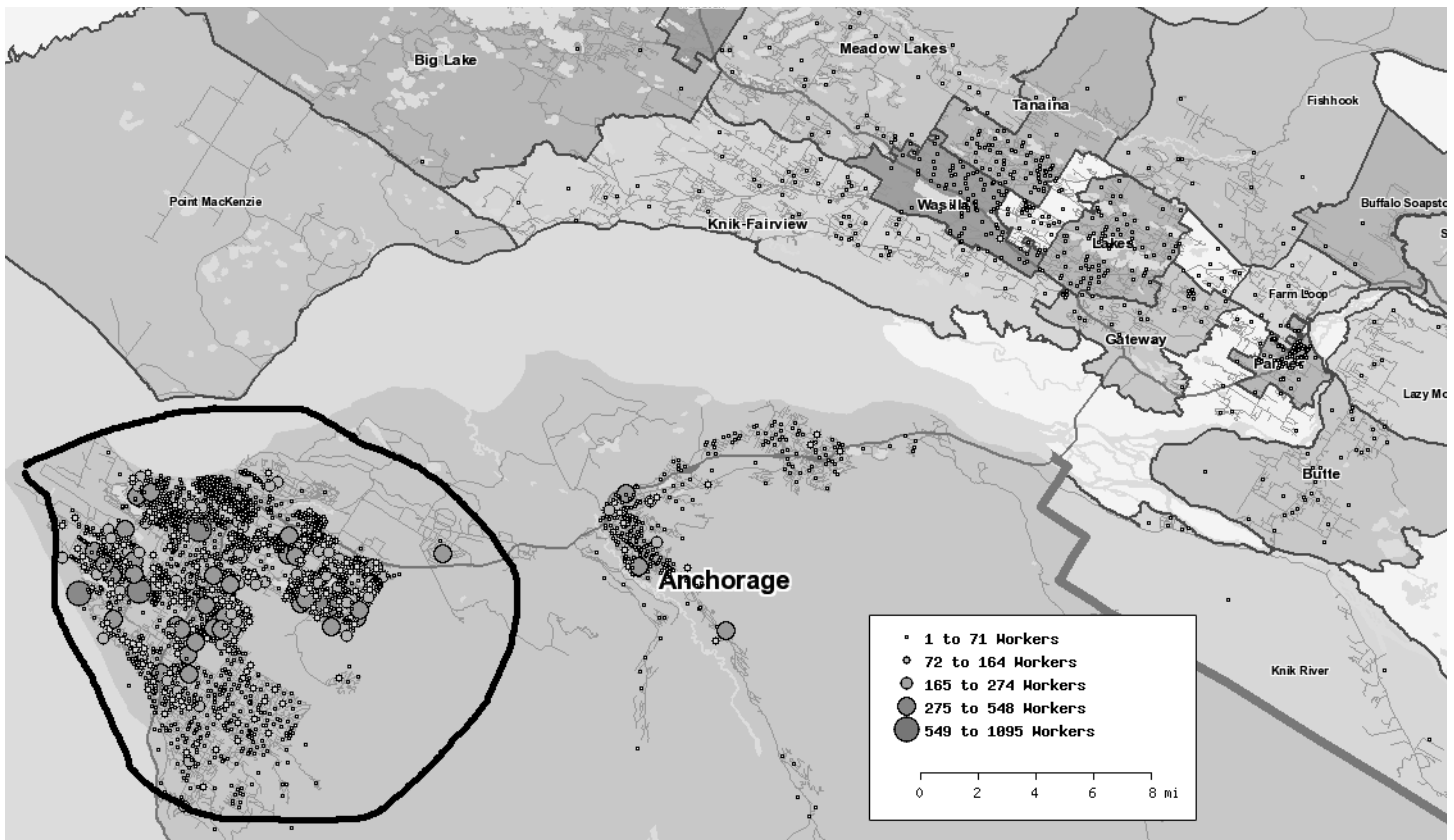 Big Lake
Meadow Lakes
Tanaina
Fishhook
Point MacKenzie
Knik-Fairview
Wasilla
Lakes
Buffalo Soapsto
Farm Loop
Gateway
Palmer
Lazy Mo
Butte
Anchorage
Knik River
1 to 71 Workers
72 to 164 Workers
165 to 274 Workers
275 to 548 Workers
549 to 1095 Workers
0 2 4 6 8 mi